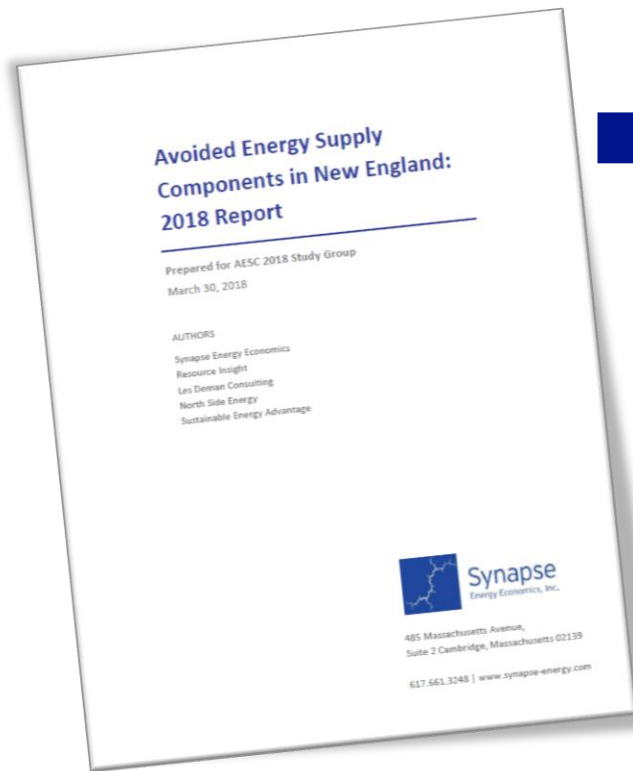 Avoided Energy Supply
Components in New England:
2018 Report
Prepared for AESC 2018 Study Group
March 30, 2018
AUTHORS
Synapse Energy Economics
Resource Insight
Les Deman Consulting
North Side Energy
Sustainable Energy Advantage
Synapse
Energy Economics, Inc.
485 Massachusetts Avenue,
Suite 2 Cambridge, Massachusetts 02139
617.661.3248 | www.synapse-energy.com